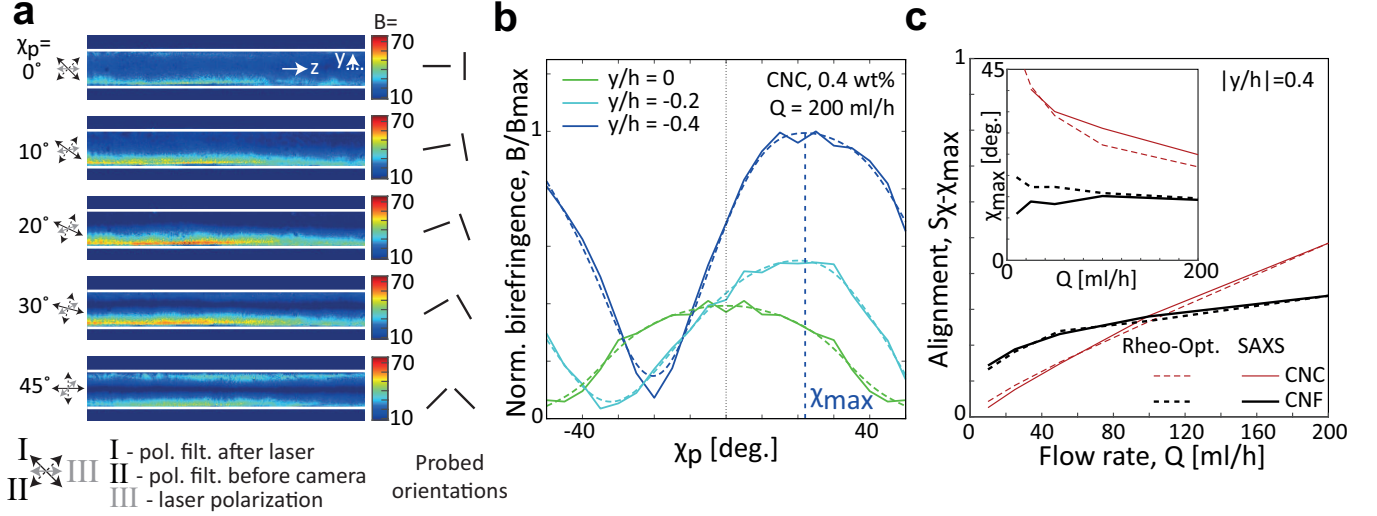 a
χp=
0°
B=
70
10
y
z
10°
70
10
20°
70
10
30°
70
10
45°
70
10
I
II
III
I - pol. filt. after laser
II - pol. filt. before camera
III - laser polarization
Probed
orientations
b
Norm. birefringence, B/Bmax
1
0
y/h = 0
y/h = -0.2
y/h = -0.4
CNC, 0.4 wt%
Q = 200 ml/h
χmax
-40
0
40
χp [deg.]
c
Alignment, Sχ-χmax
1
0
|y/h|=0.4
χmax [deg.]
45
0
0
200
Q [ml/h]
Rheo-Opt.
SAXS
CNC
CNF
0
40
80
120
160
200
Flow rate, Q [ml/h]